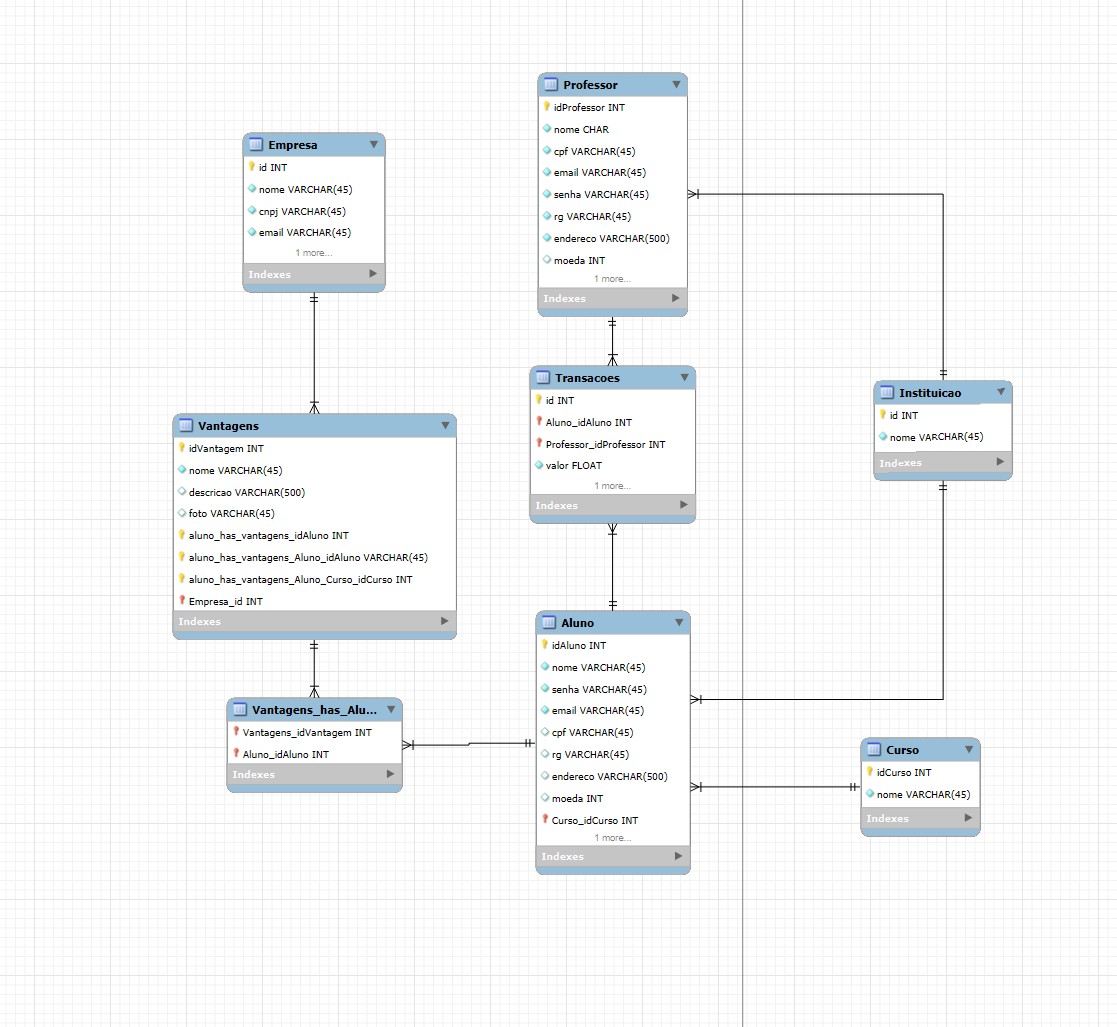 Professor
idProfessor INT
nome CHAR
cpf VARCHAR(45)
email VARCHAR(45)
senha VARCHAR(45)
rg VARCHAR(45)
endereco VARCHAR(500)
moeda INT
1 more...
Indexes
Empresa
id INT
nome VARCHAR(45)
cnpj VARCHAR(45)
email VARCHAR(45)
1 more...
Indexes
Transacoes
id INT
Aluno_idAluno INT
Professor_idProfessor INT
valor FLOAT
1 more...
Indexes
Instituicao
id INT
nome VARCHAR(45)
Indexes
Vantagens
idVantagem INT
nome VARCHAR(45)
descricao VARCHAR(500)
foto VARCHAR(45)
aluno_has_vantagens_idAluno INT
aluno_has_vantagens_Aluno_idAluno VARCHAR(45)
aluno_has_vantagens_Aluno_Curso_idCurso INT
Empresa_id INT
Indexes
Aluno
idAluno INT
nome VARCHAR(45)
senha VARCHAR(45)
email VARCHAR(45)
cpf VARCHAR(45)
rg VARCHAR(45)
endereco VARCHAR(500)
moeda INT
Curso_idCurso INT
1 more...
Indexes
Vantagens_has_Alu...
Vantagens_idVantagem INT
Aluno_idAluno INT
Indexes
Curso
idCurso INT
nome VARCHAR(45)
Indexes